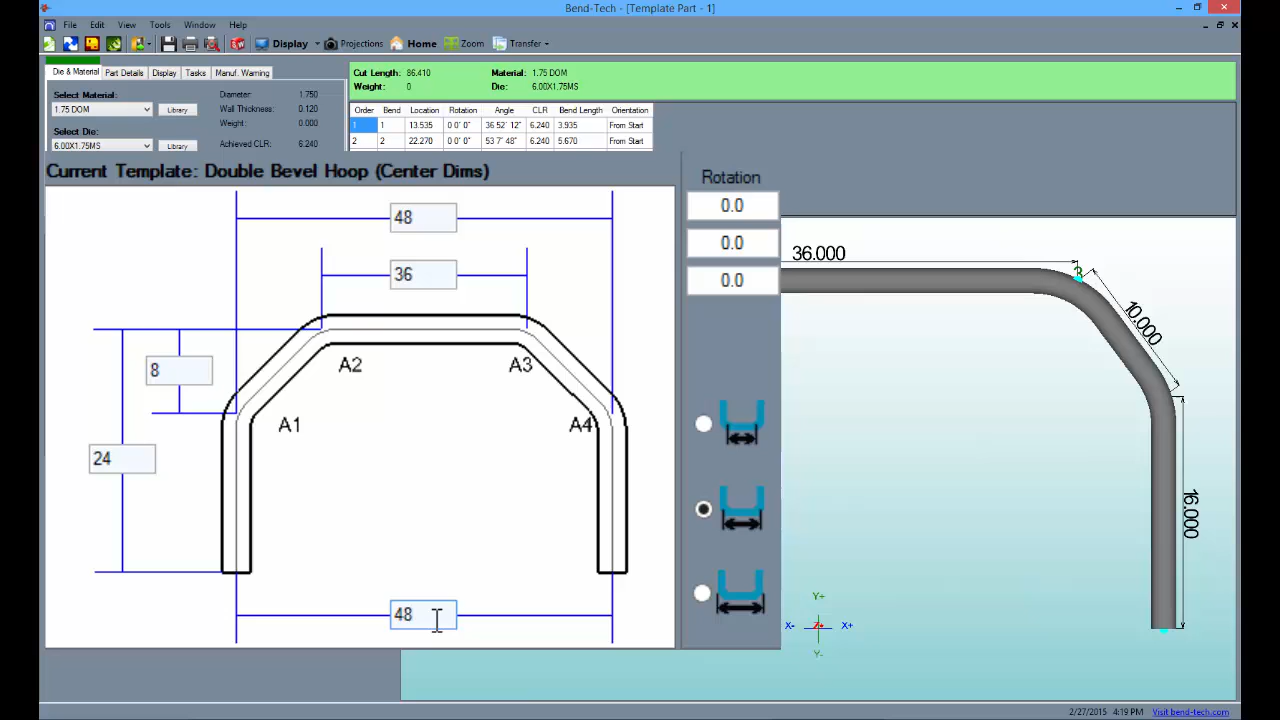 Bend-Tech - [Template Part - 1]
File Edit View Tools Window Help
Display Projections Home Zoom Transfer
Die & Material Part Details Display Tasks Manuf. Warning
Select Material:
1.75 DOM Library
Select Die:
6.00X1.75MS Library
Diameter: 1.750
Wall Thickness: 0.120
Weight: 0.000
Achieved CLR: 6.240
Cut Length: 86.410 Material: 1.75 DOM
Weight: 0 Die: 6.00X1.75MS
Order Bend Location Rotation Angle CLR Bend Length Orientation
1 1 13.535 0 0' 0" 36 52' 12" 6.240 3.935 From Start
2 2 22.270 0 0' 0" 53 7' 48" 6.240 5.670 From Start
Current Template: Double Bevel Hoop (Center Dims)
48
36
8
24
A1
A2
A3
A4
48
Rotation
0.0
0.0
0.0
36.000
3
10.000
16.000
Y+
X- Z+ X+
Y-
2/27/2015 4:19 PM Visit bend-tech.com